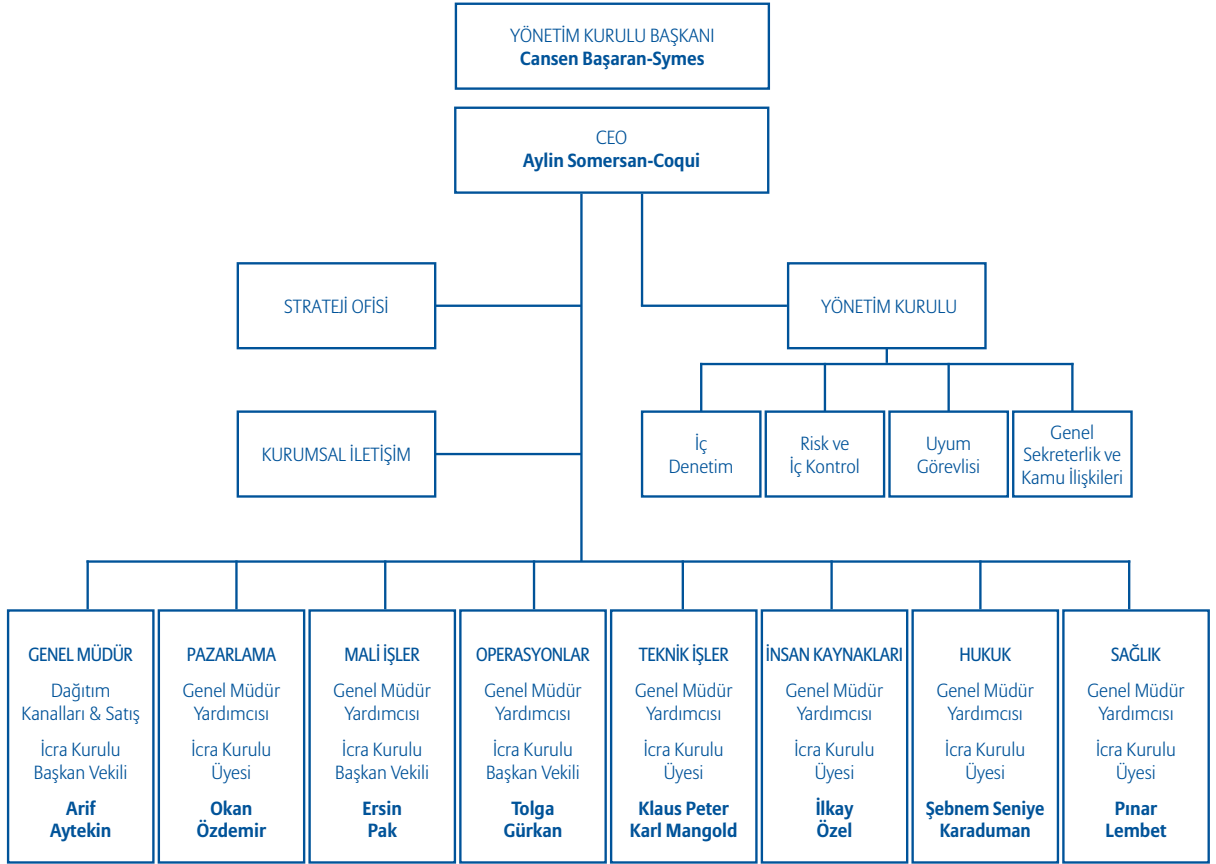 YÖNETİM KURULU BAŞKANI
Cansen Başaran-Symes
CEO
Aylin Somersan-Coqui
STRATEJİ OFİSİ
YÖNETİM KURULU
KURUMSAL İLETİŞİM
İç
Denetim
Risk ve
İç Kontrol
Uyum
Görevlisi
Genel
Sekreterlik ve
Kamu İlişkileri
GENEL MÜDÜR
Dağıtım
Kanalları & Satış
İcra Kurulu
Başkan Vekili
Arif
Aytekin
PAZARLAMA
Genel Müdür
Yardımcısı
İcra Kurulu
Üyesi
Okan
Özdemir
MALİ İŞLER
Genel Müdür
Yardımcısı
İcra Kurulu
Başkan Vekili
Ersin
Pak
OPERASYONLAR
Genel Müdür
Yardımcısı
İcra Kurulu
Başkan Vekili
Tolga
Gürkan
TEKNİK İŞLER
Genel Müdür
Yardımcısı
İcra Kurulu
Üyesi
Klaus Peter
Karl Mangold
İNSAN KAYNAKLARI
Genel Müdür
Yardımcısı
İcra Kurulu
Üyesi
İlkay
Özel
HUKUK
Genel Müdür
Yardımcısı
İcra Kurulu
Üyesi
Şebnem Seniye
Karaduman
SAĞLIK
Genel Müdür
Yardımcısı
İcra Kurulu
Üyesi
Pınar
Lembet